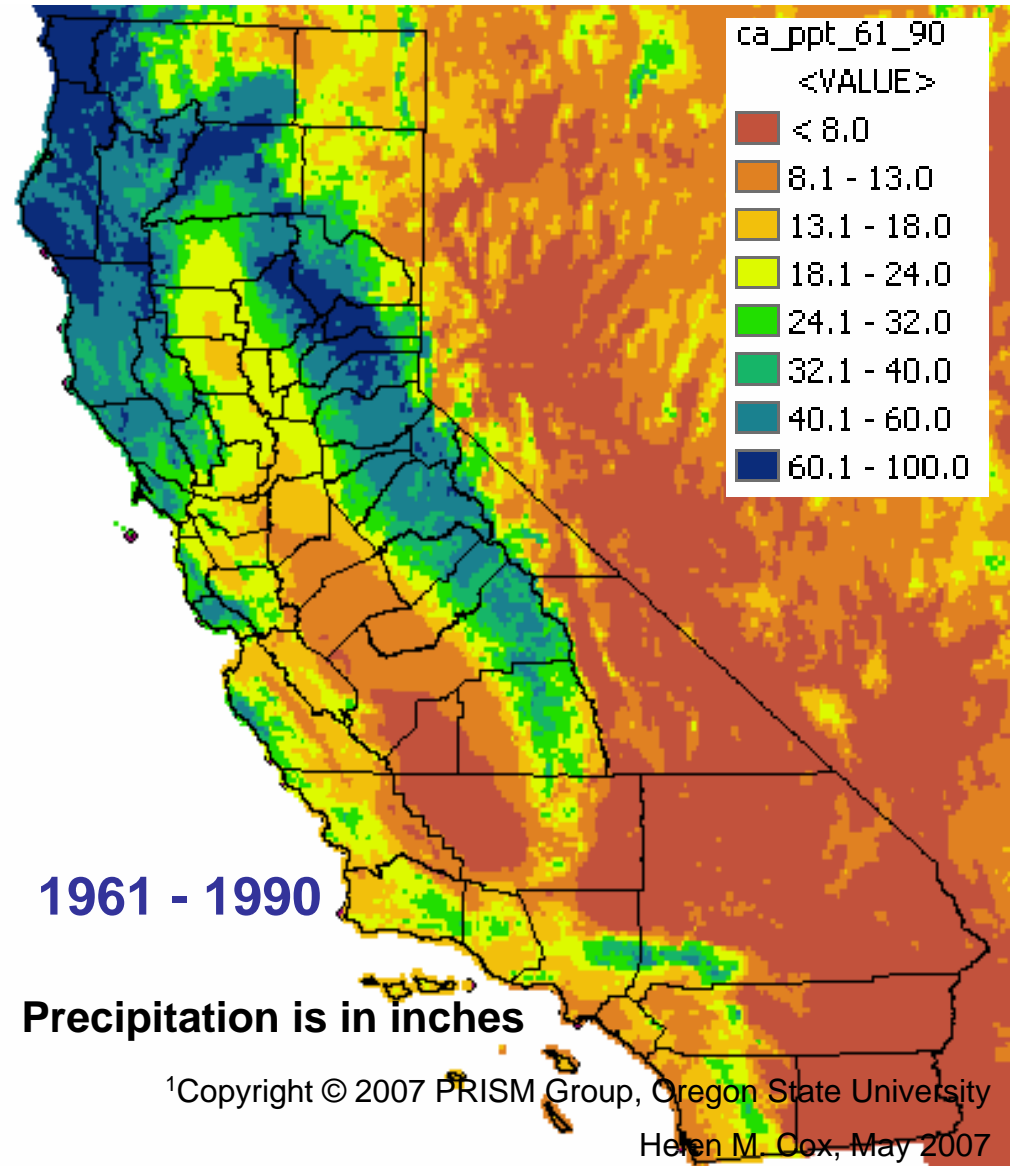 ca_ppt_61_90
<VALUE>
< 8.0
8.1 - 13.0
13.1 - 18.0
18.1 - 24.0
24.1 - 32.0
32.1 - 40.0
40.1 - 60.0
60.1 - 100.0
1961 - 1990
Precipitation is in inches
¹Copyright © 2007 PRISM Group, Oregon State University
Helen M. Cox, May 2007